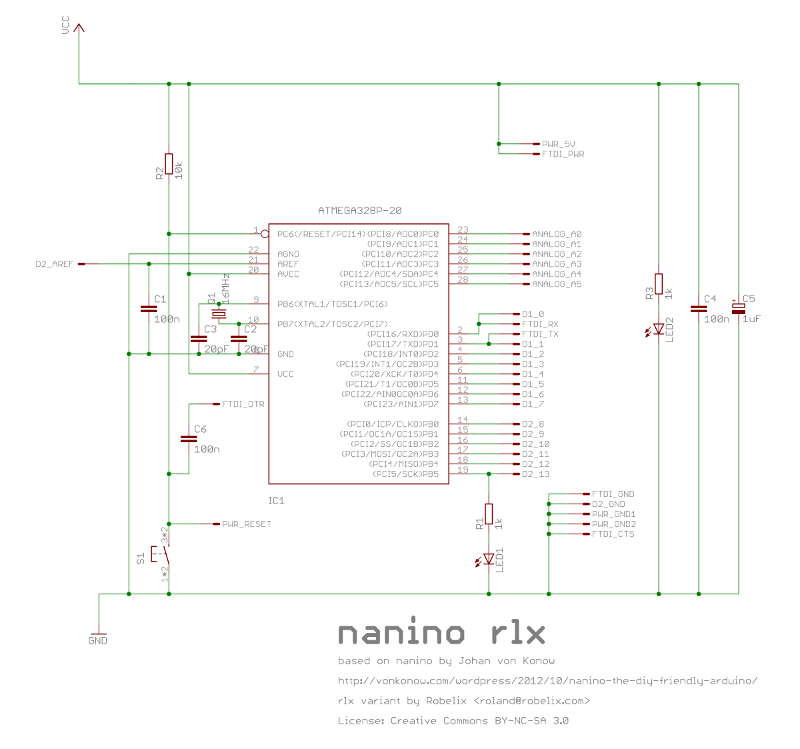 VCC
PWR_5V
FTDI_PWR
R2
10k
ATMEGA328P-20
1
PC6(/RESET/PCI14)(PCI8/ADC0)PC0
23
ANALOG_A0
(PCI9/ADC1)PC1
24
ANALOG_A1
22
AGND
(PCI10/ADC2)PC2
25
ANALOG_A2
D2_AREF
21
AREF
(PCI11/ADC3)PC3
26
ANALOG_A3
20
AVCC
(PCI12/ADC4/SDA)PC4
27
ANALOG_A4
(PCI13/ADC5/SCL)PC5
28
ANALOG_A5
16MHz
R3
1k
C1
100n
9
PB6(XTAL1/TOSC1/PCI6)
C4
100n
C5
+
1uF
D1_0
10
PB7(XTAL2/TOSC2/PCI7)
FTDI_RX
C3
20pF
C2
20pF
(PCI16/RXD)PD0
2
FTDI_TX
LED2
(PCI17/TXD)PD1
3
D1_1
GND
(PCI18/INT0)PD2
4
D1_2
(PCI19/INT1/OC2B)PD3
5
D1_3
7
VCC
(PCI20/XCK/T0)PD4
6
D1_4
(PCI21/T1/OC0B)PD5
11
D1_5
(PCI22/AIN0OC0A)PD6
12
D1_6
FTDI_DTR
(PCI23/AIN1)PD7
13
D1_7
C6
100n
(PCI0/ICP/CLKO)PB0
14
D2_8
(PCI1/OC1A/OC1S)PB1
15
D2_9
(PCI2/SS/OC1B)PB2
16
D2_10
(PCI3/MOSI/OC2A)PB3
17
D2_11
(PCI4/MISO)PB4
18
D2_12
(PCI5/SCK)PB5
19
D2_13
IC1
FTDI_GND
D2_GND
PWR_GND1
PWR_GND2
FTDI_CTS
R1
1k
PWR_RESET
3*2
S1
1*2
LED1
GND
nanino rlx
based on nanino by Johan von Konow
http://vonkonow.com/wordpress/2012/10/nanino-the-diy-friendly-arduino/
rlx variant by Robelix <roland@robelix.com>
License: Creative Commons BY-NC-SA 3.0